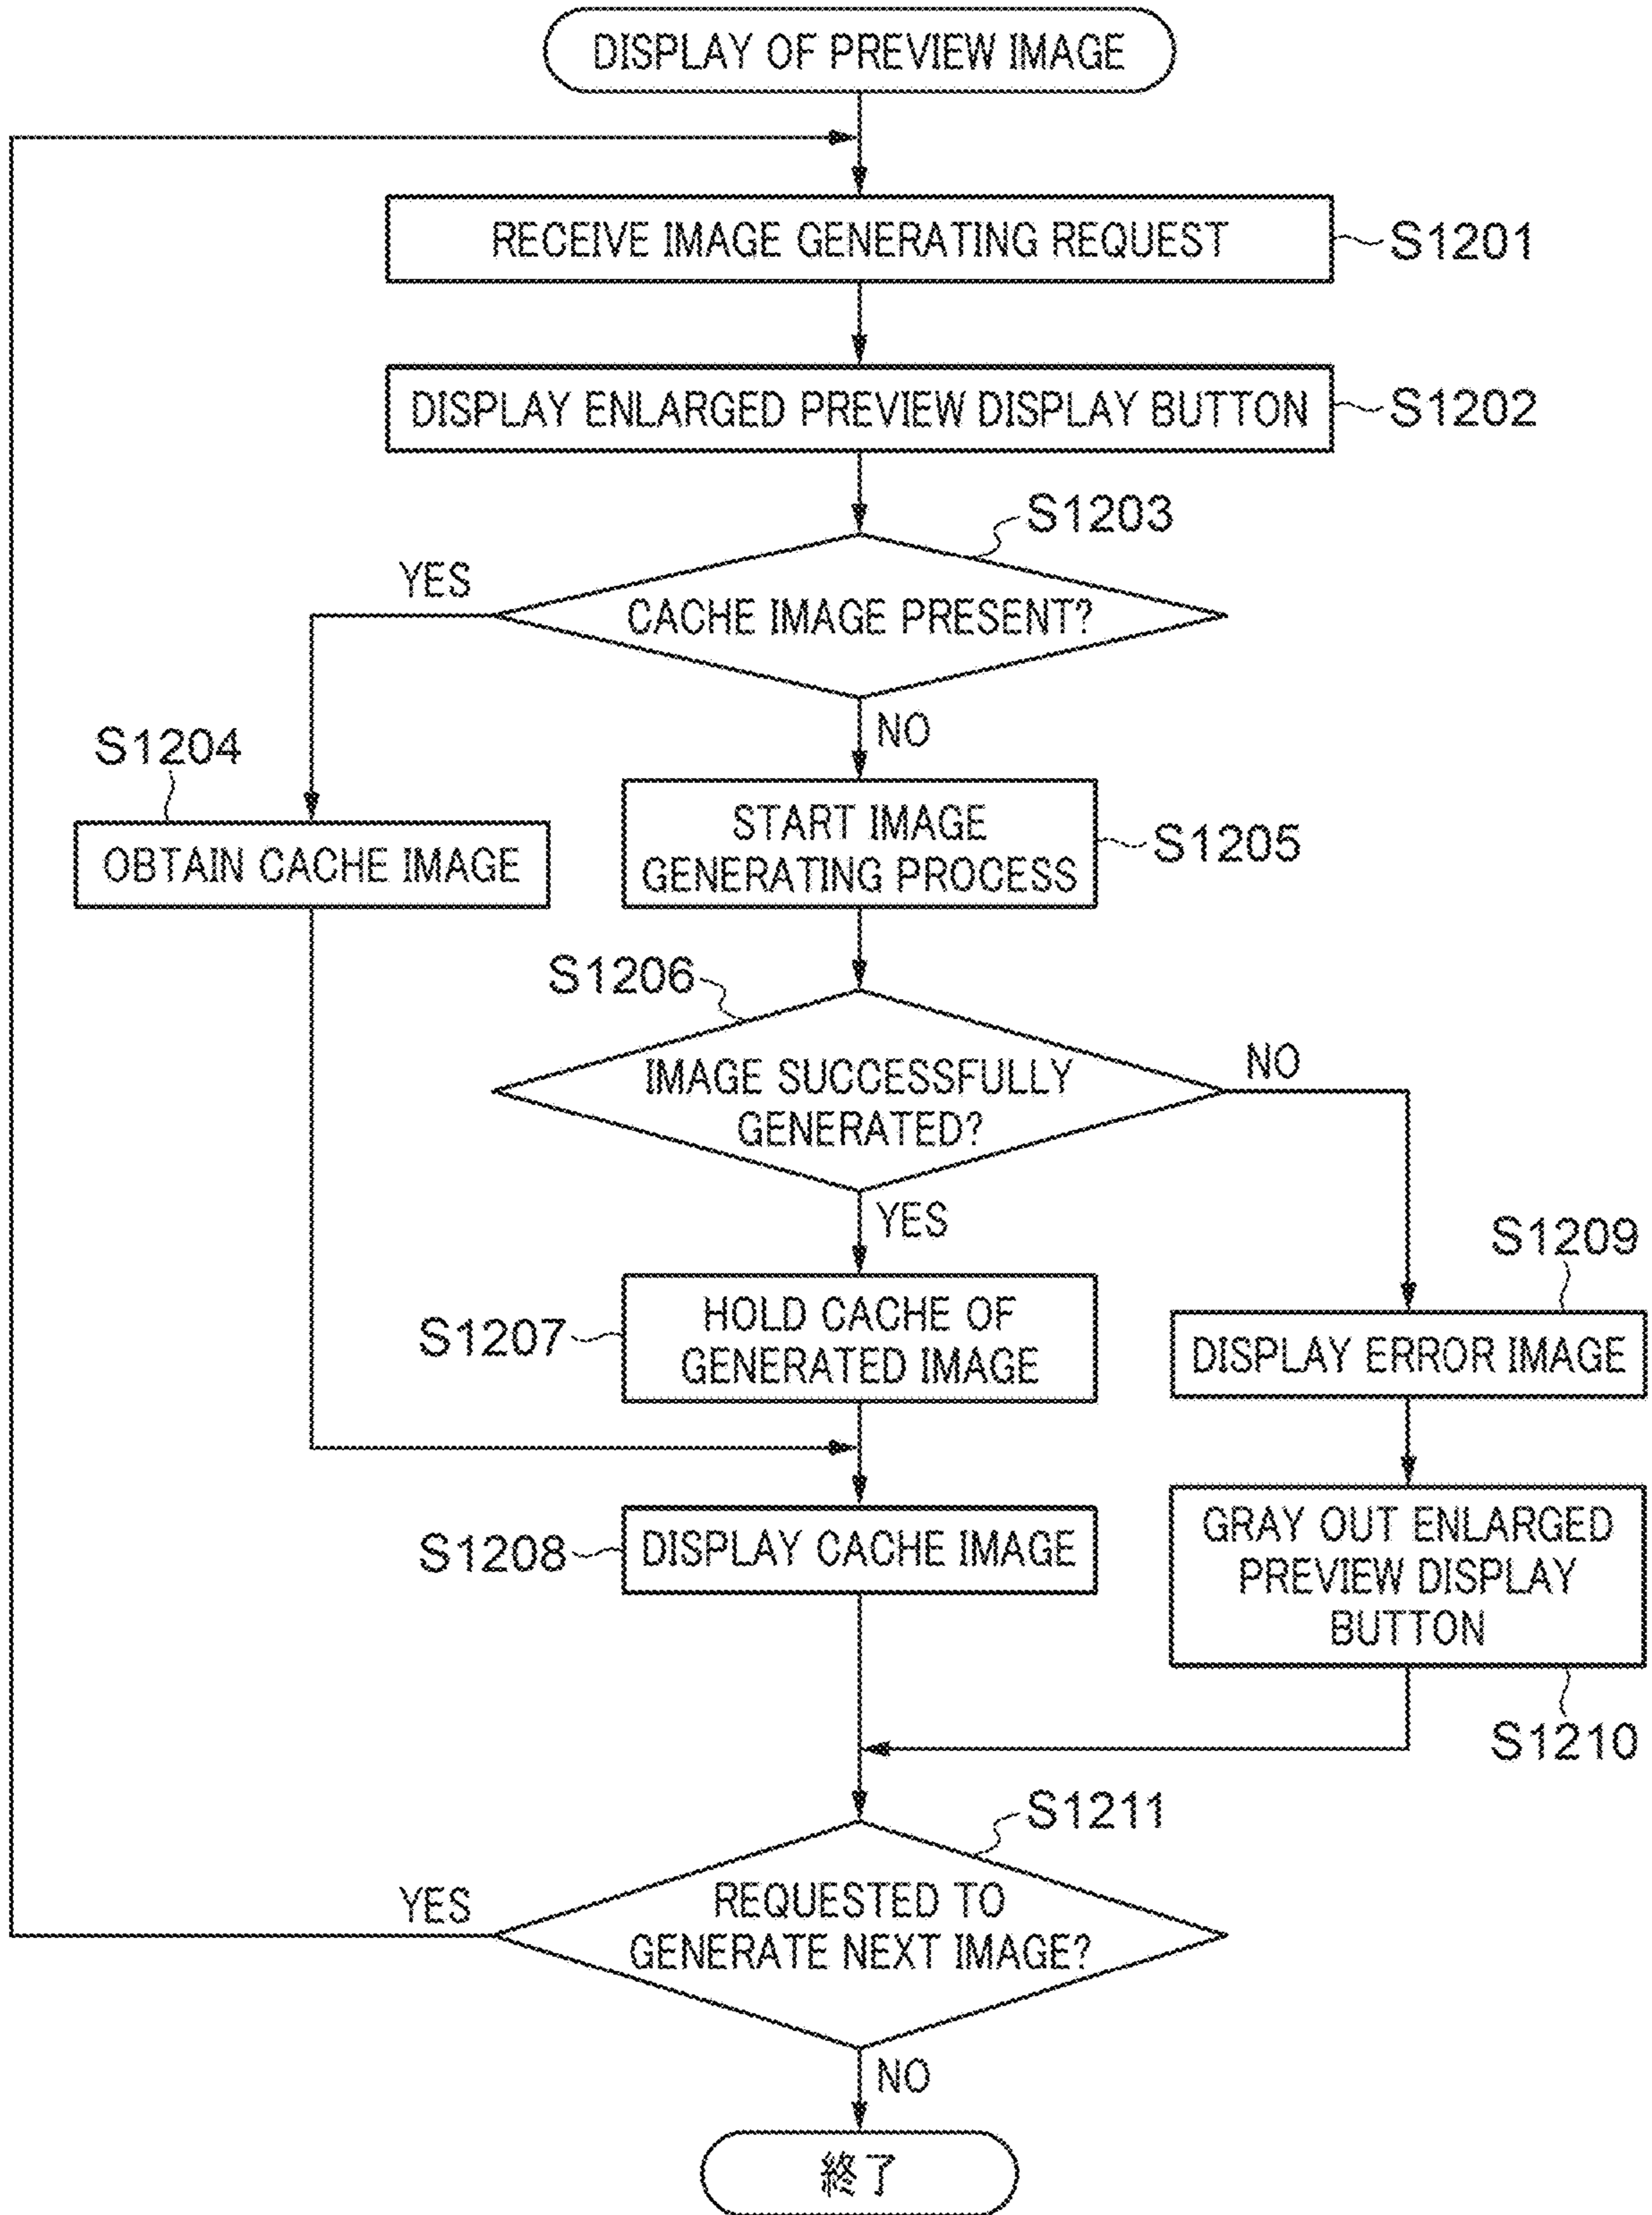 DISPLAY OF PREVIEW IMAGE
RECEIVE IMAGE GENERATING REQUEST
S1201
DISPLAY ENLARGED PREVIEW DISPLAY BUTTON
S1202
S1203
YES
CACHE IMAGE PRESENT?
NO
S1204
OBTAIN CACHE IMAGE
START IMAGE
GENERATING PROCESS
S1205
S1206
IMAGE SUCCESSFULLY
GENERATED?
NO
YES
S1207
HOLD CACHE OF
GENERATED IMAGE
S1209
DISPLAY ERROR IMAGE
S1208
DISPLAY CACHE IMAGE
GRAY OUT ENLARGED
PREVIEW DISPLAY
BUTTON
S1210
S1211
YES
REQUESTED TO
GENERATE NEXT IMAGE?
NO
終了